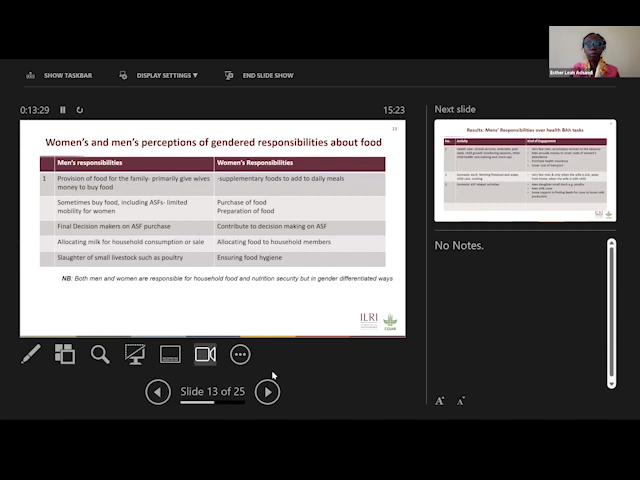 Esther Leah Achandi
SHOW TASKBAR
DISPLAY SETTINGS ▼
END SLIDE SHOW
0:13:29
15:23
13
Women's and men's perceptions of gendered responsibilities about food
Men's responsibilities
Women's Responsibilities
1
Provision of food for the family- primarily give wives
money to buy food
-supplementary foods to add to daily meals
Sometimes buy food, including ASFs- limited
mobility for women
Purchase of food
Preparation of food
Final Decision makers on ASF purchase
Contribute to decision making on ASF
Allocating milk for household consumption or sale
Allocating food to household members
Slaughter of small livestock such as poultry
Ensuring food hygiene
NB: Both men and women are responsible for household food and nutrition security but in gender differentiated ways
ILRI
CGIAR
Slide 13 of 25
Next slide
Results: Mens' Responsibilities over health &hh tasks
Activity
Kind of Engagement
No Notes.
A
A